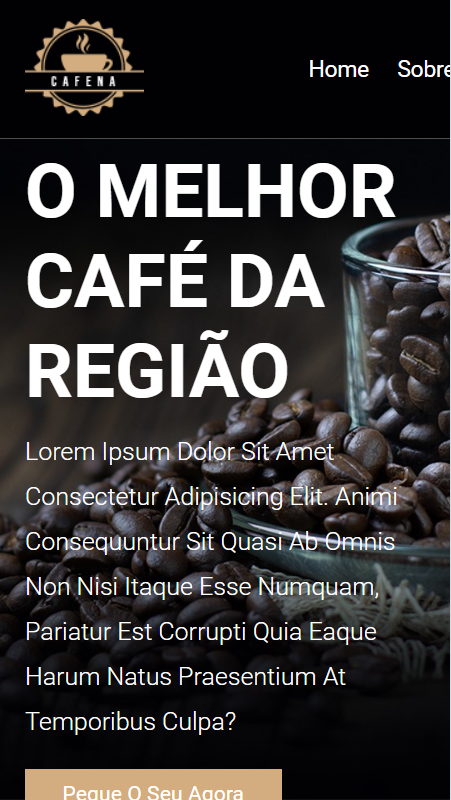 CAFENA
Home Sobre
O MELHOR
CAFÉ DA
REGIÃO
Lorem Ipsum Dolor Sit Amet
Consectetur Adipisicing Elit. Animi
Consequuntur Sit Quasi Ab Omnis
Non Nisi Itaque Esse Numquam,
Pariatur Est Corrupti Quia Eaque
Harum Natus Praesentium At
Temporibus Culpa?
Pegue O Seu Agora